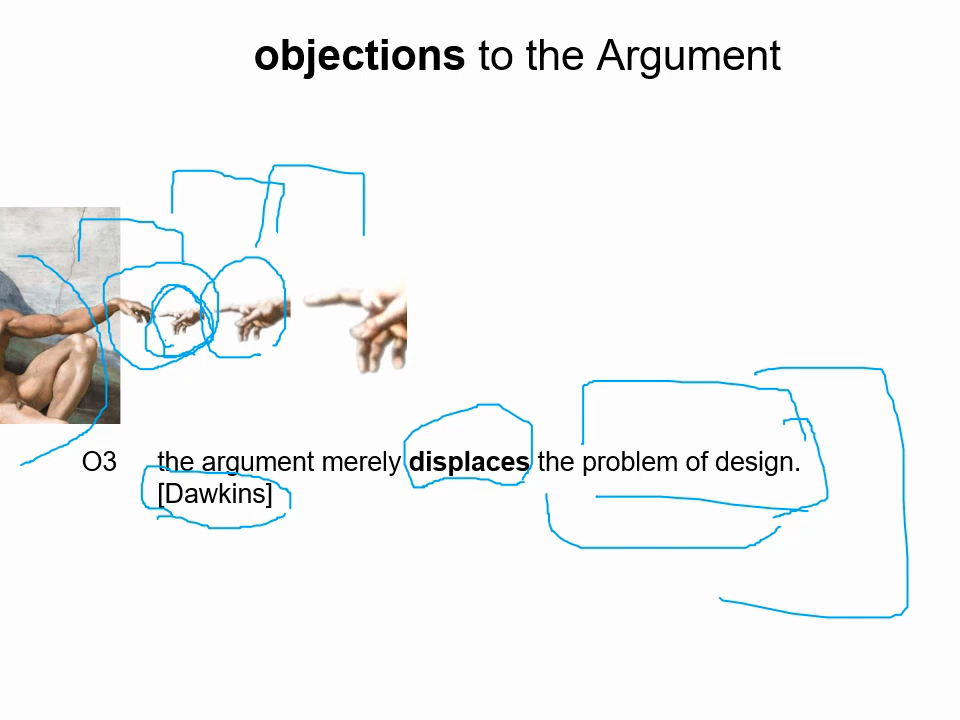 objections to the Argument
O3 the argument merely displaces the problem of design.
[Dawkins]